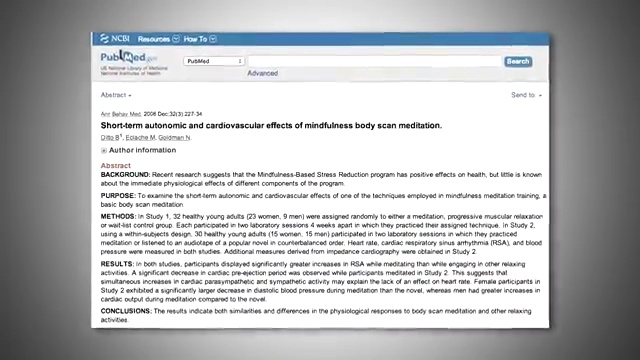 NCBI Resources How To
PubMed.gov
US National Library of Medicine
National Institutes of Health
PubMed
Search
Advanced
Abstract
Send to:
2006 Dec;32(3):227-34
Short-term autonomic and cardiovascular effects of mindfulness body scan meditation.
Ditto B, Eclache M, Goldman N.
Author information
Abstract
BACKGROUND: Recent research suggests that the Mindfulness-Based Stress Reduction program has positive effects on health, but little is known
about the immediate physiological effects of different components of the program.
PURPOSE: To examine the short-term autonomic and cardiovascular effects of one of the techniques employed in mindfulness meditation training, a
basic body scan meditation.
METHODS: In Study 1, 32 healthy young adults (23 women, 9 men) were assigned randomly to either a meditation, progressive muscular relaxation
or wait-list control group. Each participated in two laboratory sessions 4 weeks apart in which they practiced their assigned technique. In Study 2,
using a within-subjects design, 30 healthy young adults (15 women, 15 men) participated in two laboratory sessions in which they practiced
meditation or listened to an audiotape of a popular novel in counterbalanced order. Heart rate, cardiac respiratory sinus arrhythmia (RSA), and blood
pressure were measured in both studies. Additional measures derived from impedance cardiography were obtained in Study 2.
RESULTS: In both studies, participants displayed significantly greater increases in RSA while meditating than while engaging in other relaxing
activities. A significant decrease in cardiac pre-ejection period was observed while participants meditated in Study 2. This suggests that
simultaneous increases in cardiac parasympathetic and sympathetic activity may explain the lack of an effect on heart rate. Female participants in
Study 2 exhibited a significantly larger decrease in diastolic blood pressure during meditation than the novel, whereas men had greater increases in
cardiac output during meditation compared to the novel.
CONCLUSIONS: The results indicate both similarities and differences in the physiological responses to body scan meditation and other relaxing
activities.